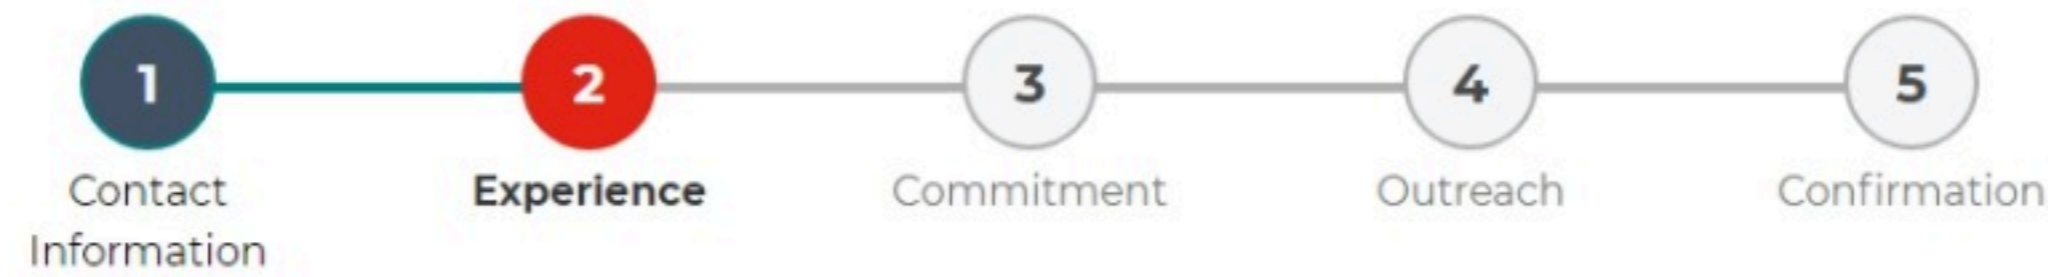 1
2
3
4
5
Contact
Information
Experience
Commitment
Outreach
Confirmation